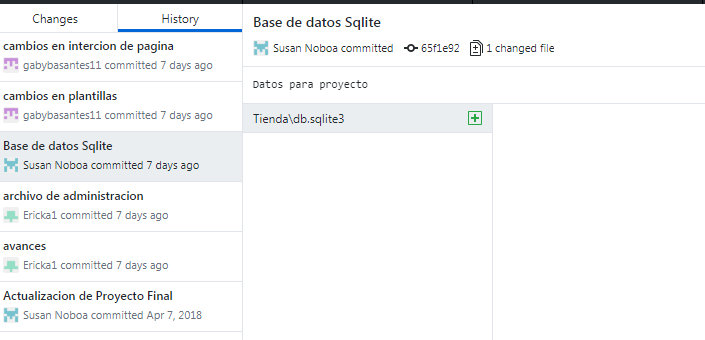 Changes
History
cambios en intercion de pagina
gabybasantes11 committed 7 days ago
cambios en plantillas
gabybasantes11 committed 7 days ago
Base de datos Sqlite
Susan Noboa committed 7 days ago
archivo de administracion
Ericka1 committed 7 days ago
avances
Ericka1 committed 7 days ago
Actualizacion de Proyecto Final
Susan Noboa committed Apr 7, 2018
Base de datos Sqlite
Susan Noboa committed 65f1e92 1 changed file
Datos para proyecto
Tienda\db.sqlite3